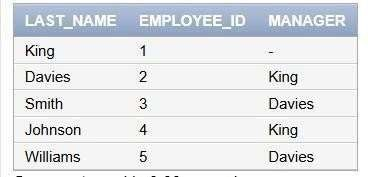 LAST_NAME EMPLOYEE_ID MANAGER
King 1 -
Davies 2 King
Smith 3 Davies
Johnson 4 King
Williams 5 Davies